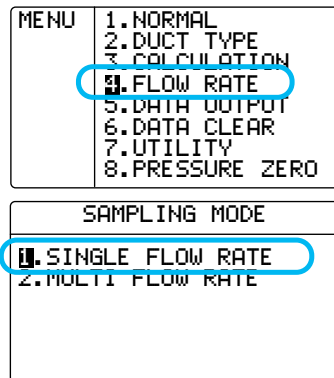 MENU
1.NORMAL
2.DUCT TYPE
3.CALCULATION
4.FLOW RATE
5.DATA OUTPUT
6.DATA CLEAR
7.UTILITY
8.PRESSURE ZERO
SAMPLING MODE
1.SINGLE FLOW RATE
2.MULTI FLOW RATE